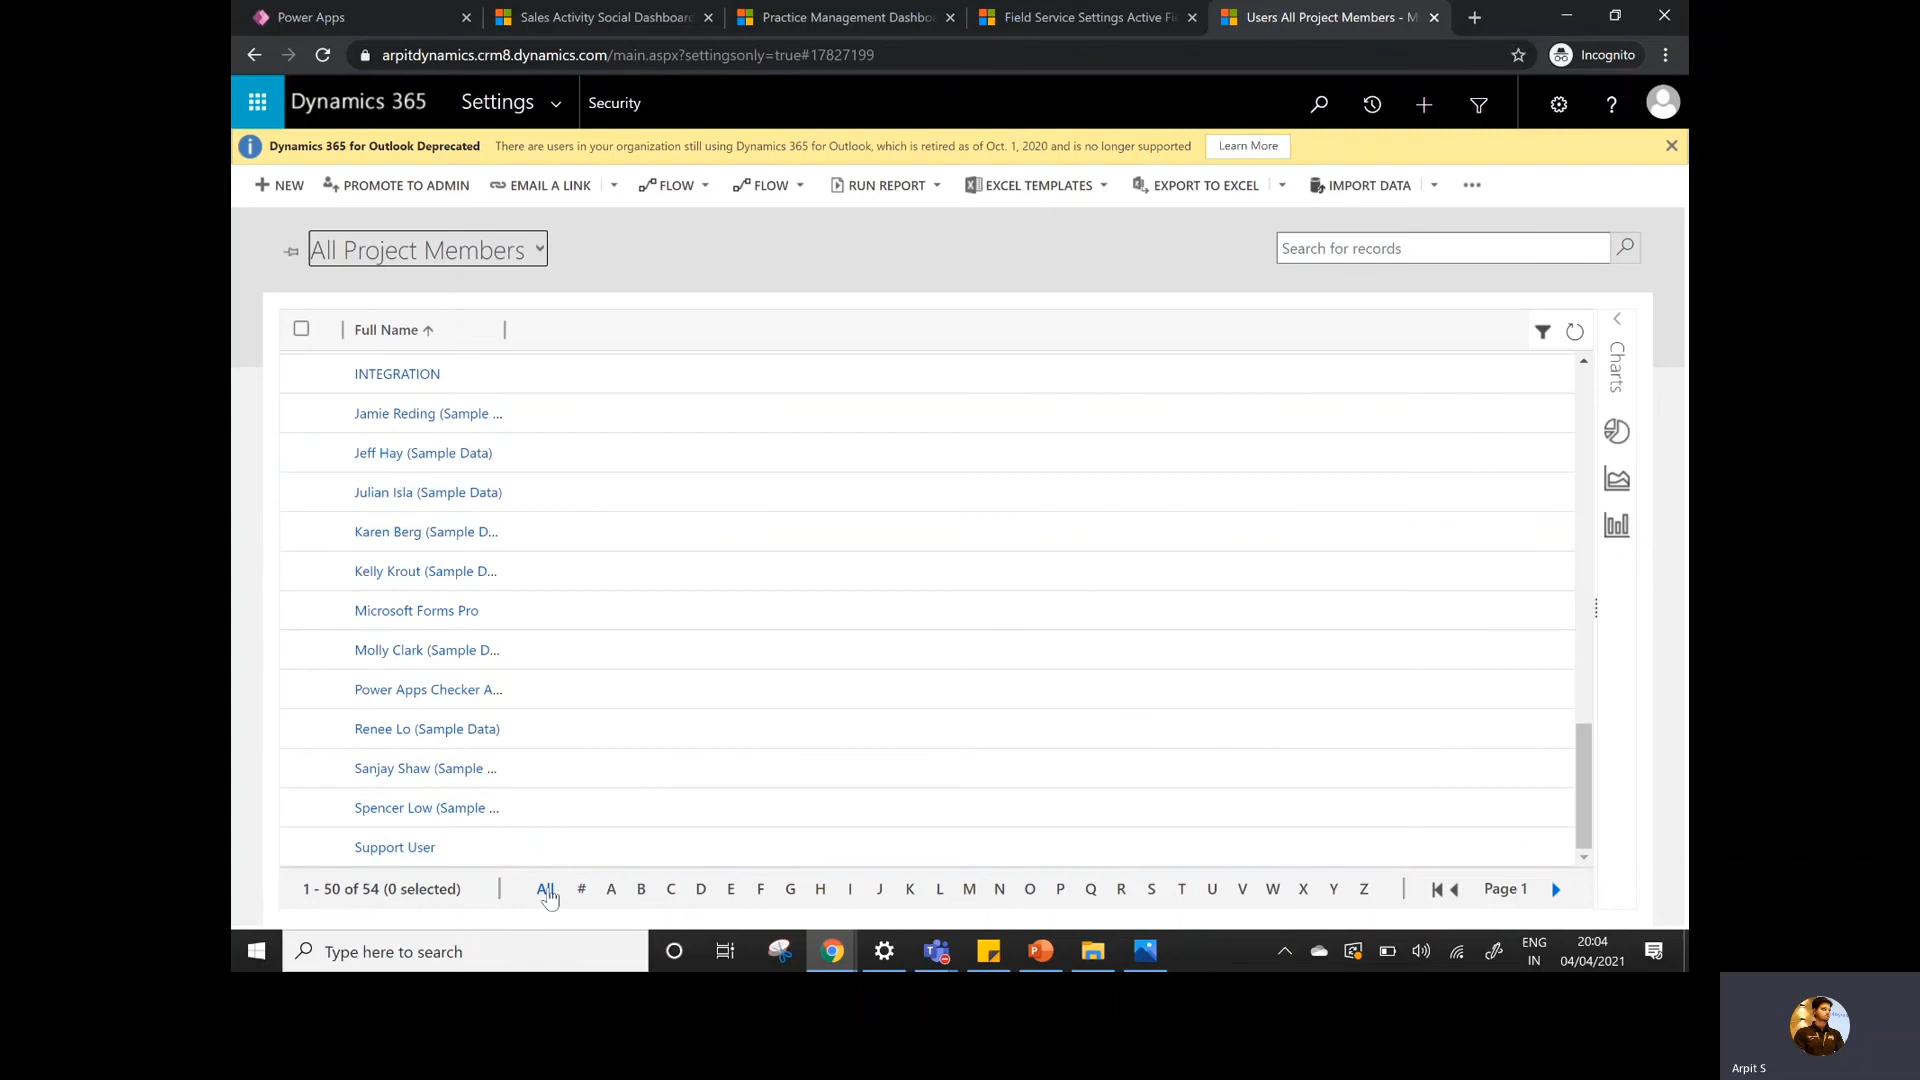 Power Apps
Sales Activity Social Dashboar
Practice Management Dashbo
Field Service Settings Active Fi
Users All Project Members - M
arpitdynamics.crm8.dynamics.com/main.aspx?settingsonly=true#17827199
Incognito
Dynamics 365
Settings
Security
Dynamics 365 for Outlook Deprecated There are users in your organization still using Dynamics 365 for Outlook, which is retired as of Oct. 1, 2020 and is no longer supported Learn More
NEW PROMOTE TO ADMIN EMAIL A LINK FLOW FLOW RUN REPORT EXCEL TEMPLATES EXPORT TO EXCEL IMPORT DATA
All Project Members
Search for records
Full Name
Charts
INTEGRATION
Jamie Reding (Sample ...
Jeff Hay (Sample Data)
Julian Isla (Sample Data)
Karen Berg (Sample D...
Kelly Krout (Sample D...
Microsoft Forms Pro
Molly Clark (Sample D...
Power Apps Checker A...
Renee Lo (Sample Data)
Sanjay Shaw (Sample ...
Spencer Low (Sample ...
Support User
1 - 50 of 54 (0 selected) All # A B C D E F G H I J K L M N O P Q R S T U V W X Y Z Page 1
Type here to search
ENG
IN
20:04
04/04/2021
Arpit S